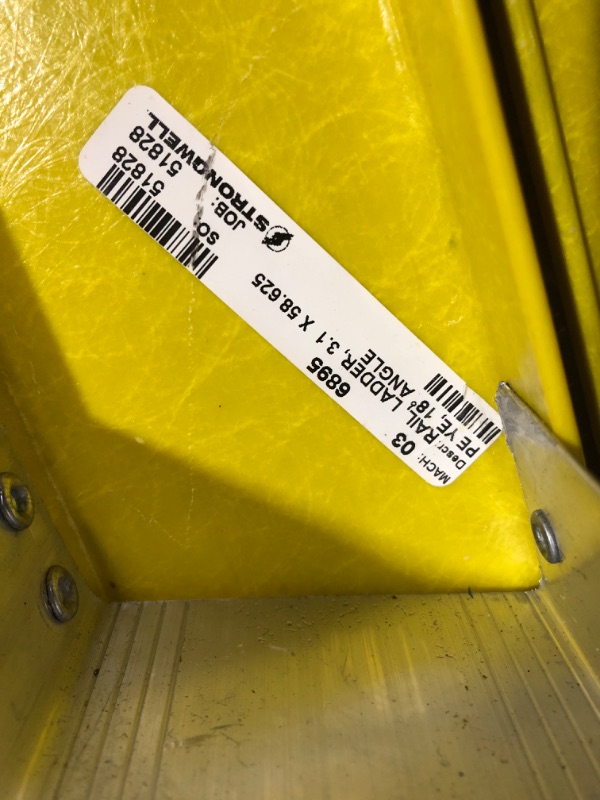 MACH: 03 6895
Descr: RAIL LADDER, 3.1 X 58.625
PE YE, 18° ANGLE
STRONGWELL
JOB: 51828
SO: 51828